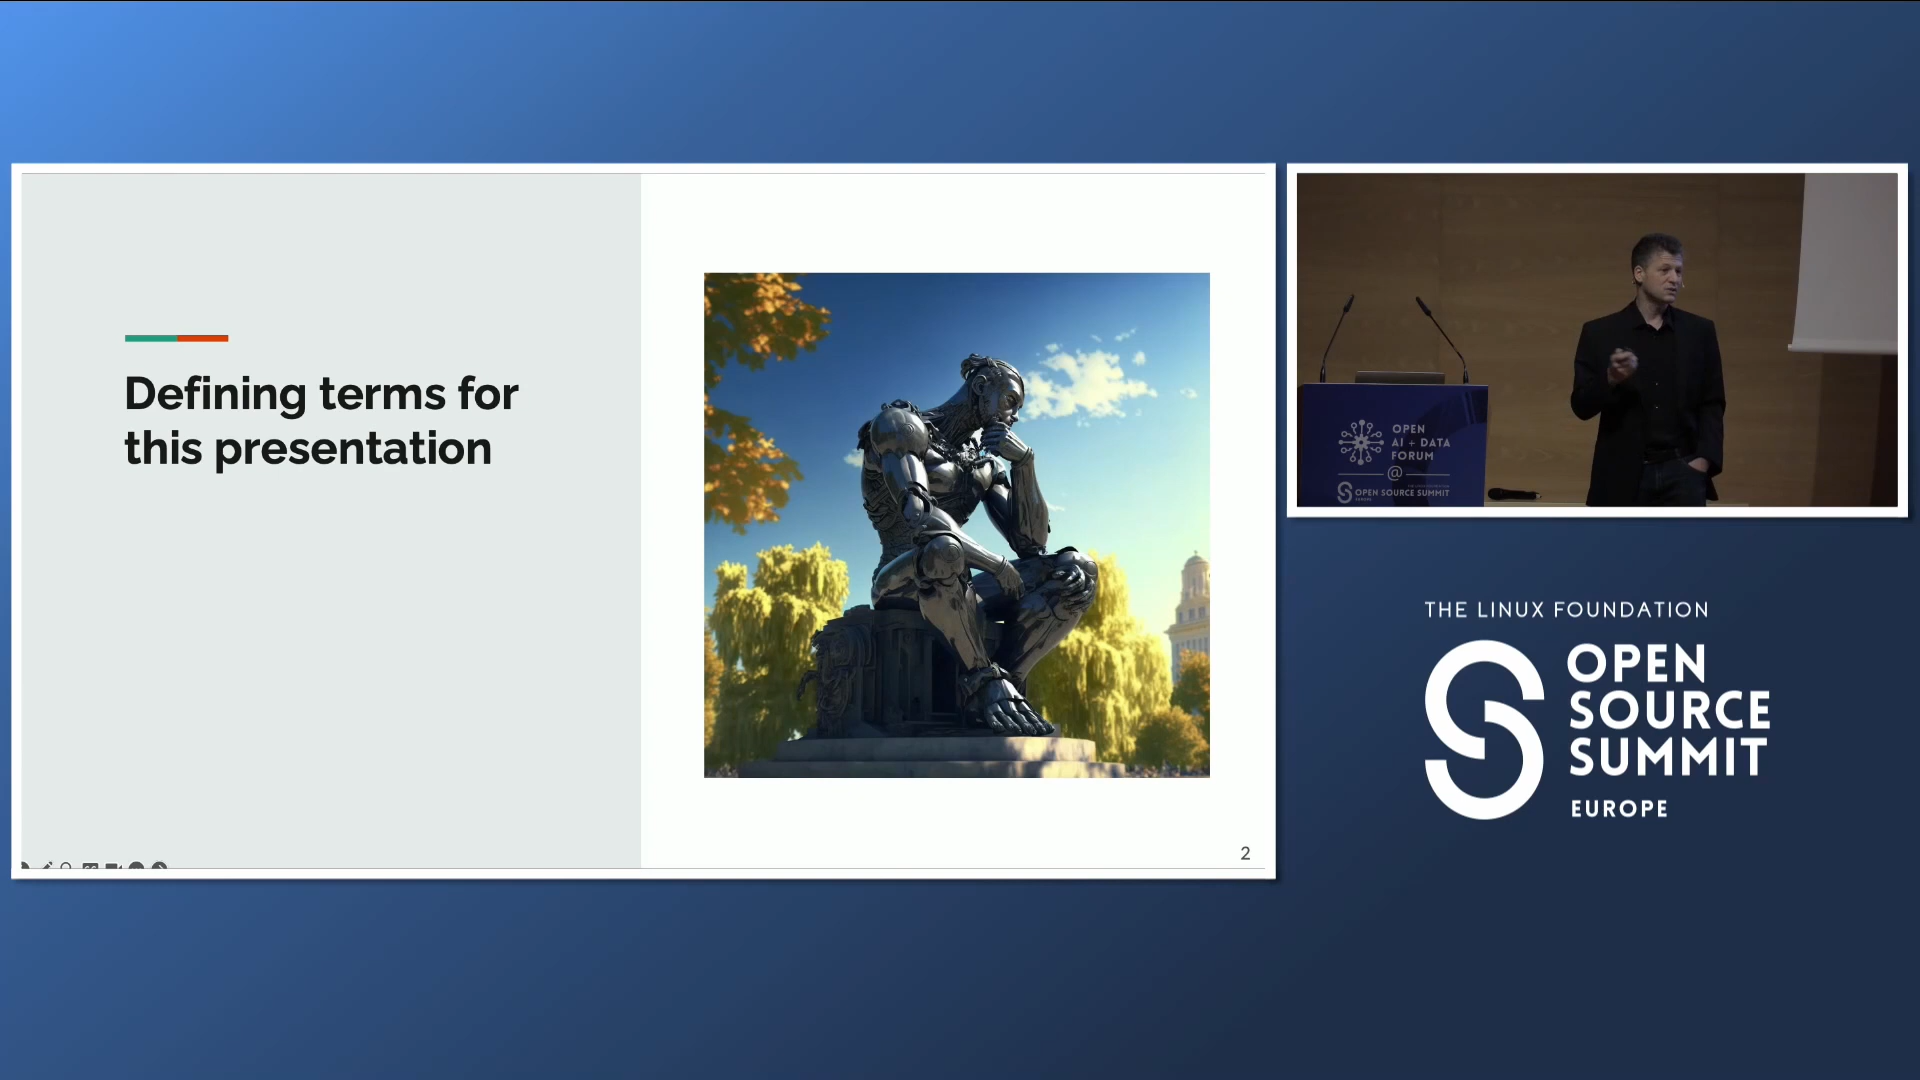 Defining terms for
this presentation
2
OPEN
AI + DATA
FORUM
@
OPEN SOURCE SUMMIT
THE LINUX FOUNDATION
OPEN
SOURCE
SUMMIT
EUROPE